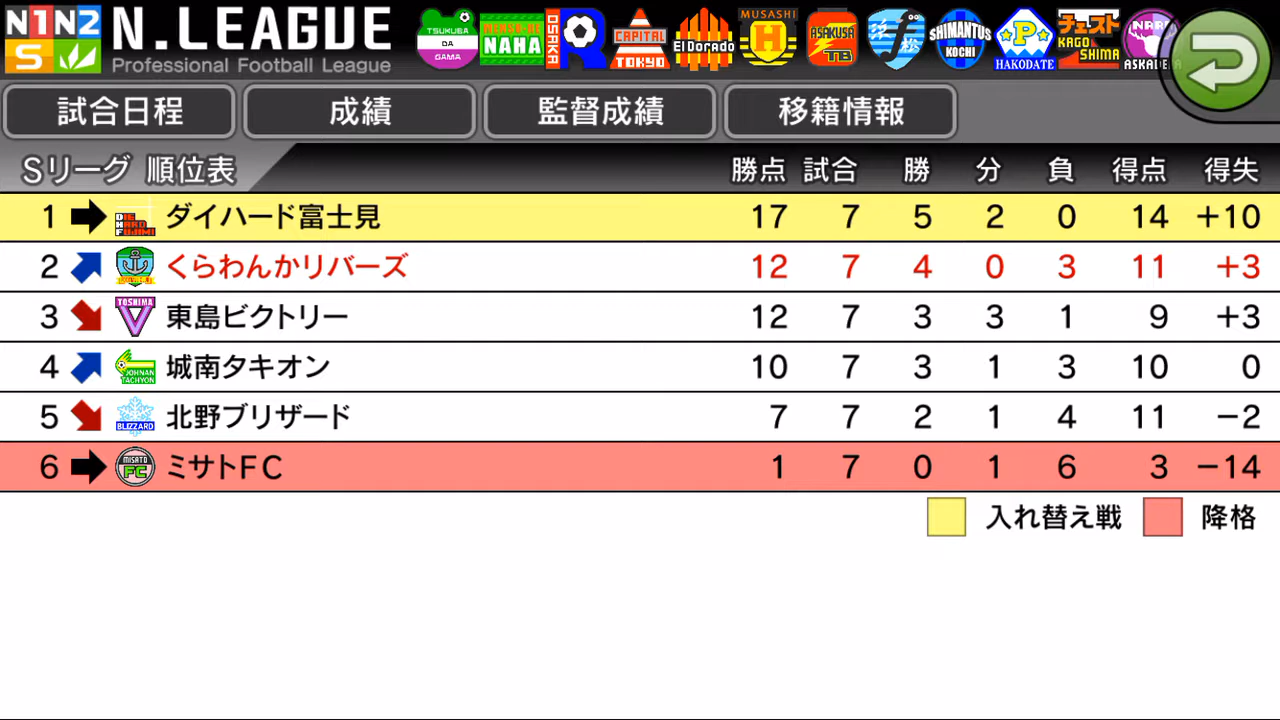 N1 N2 S N.LEAGUE
Professional Football League
TSUKUBA DA GAMA
NAHA
OSAKA R
CAPITAL TOKYO
El Dorado
MUSASHI H
ASAKUSA TB
f
SHIMANTUS KOCHI
P HAKODATE
チェスト KAGO SHIMA
試合日程 成績 監督成績 移籍情報
Sリーグ 順位表 勝点 試合 勝 分 負 得点 得失
1 DIE HARD FUJIMI ダイハード富士見 17 7 5 2 0 14 +10
2 くらわんかリバーズ 12 7 4 0 3 11 +3
3 TOSHIMA V 東島ビクトリー 12 7 3 3 1 9 +3
4 JOHNAN TACHYON 城南タキオン 10 7 3 1 3 10 0
5 BLIZZARD 北野ブリザード 7 7 2 1 4 11 −2
6 MISATO FC ミサトFC 1 7 0 1 6 3 −14
入れ替え戦 降格